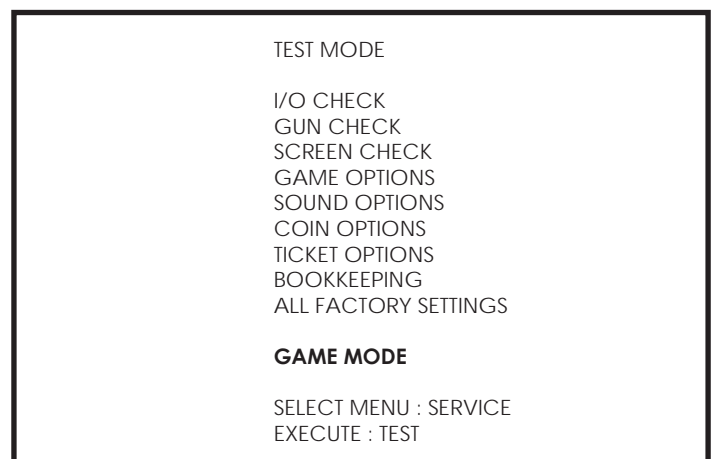 TEST MODE
I/O CHECK
GUN CHECK
SCREEN CHECK
GAME OPTIONS
SOUND OPTIONS
COIN OPTIONS
TICKET OPTIONS
BOOKKEEPING
ALL FACTORY SETTINGS
GAME MODE
SELECT MENU : SERVICE
EXECUTE : TEST